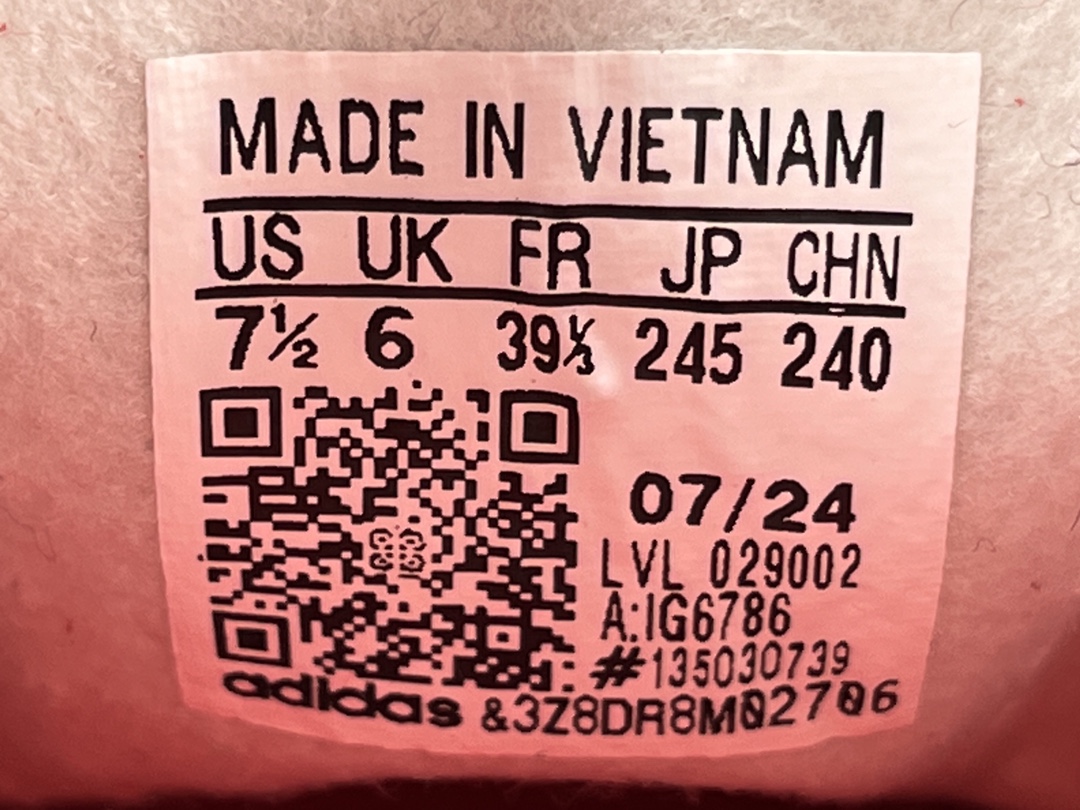 MADE IN VIETNAM
US UK FR JP CHN
7½ 6 39⅓ 245 240
07/24
LVL 029002
A:IG6786
#135030739
adidas &3Z8DR8M02706